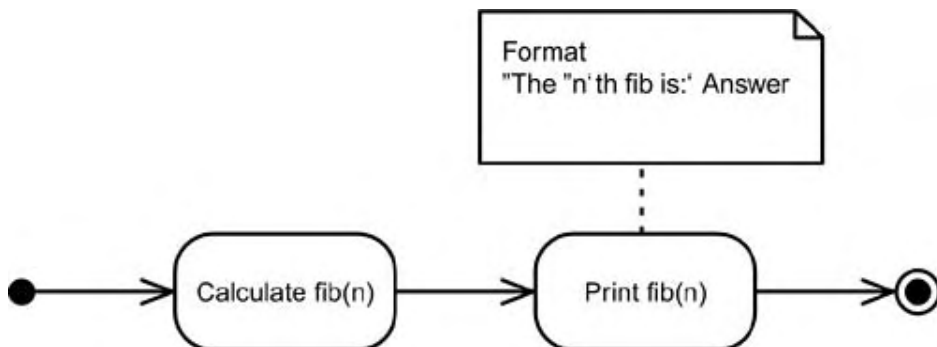 Format
"The "n‘ th fib is:‘ Answer
Calculate fib(n)
Print fib(n)